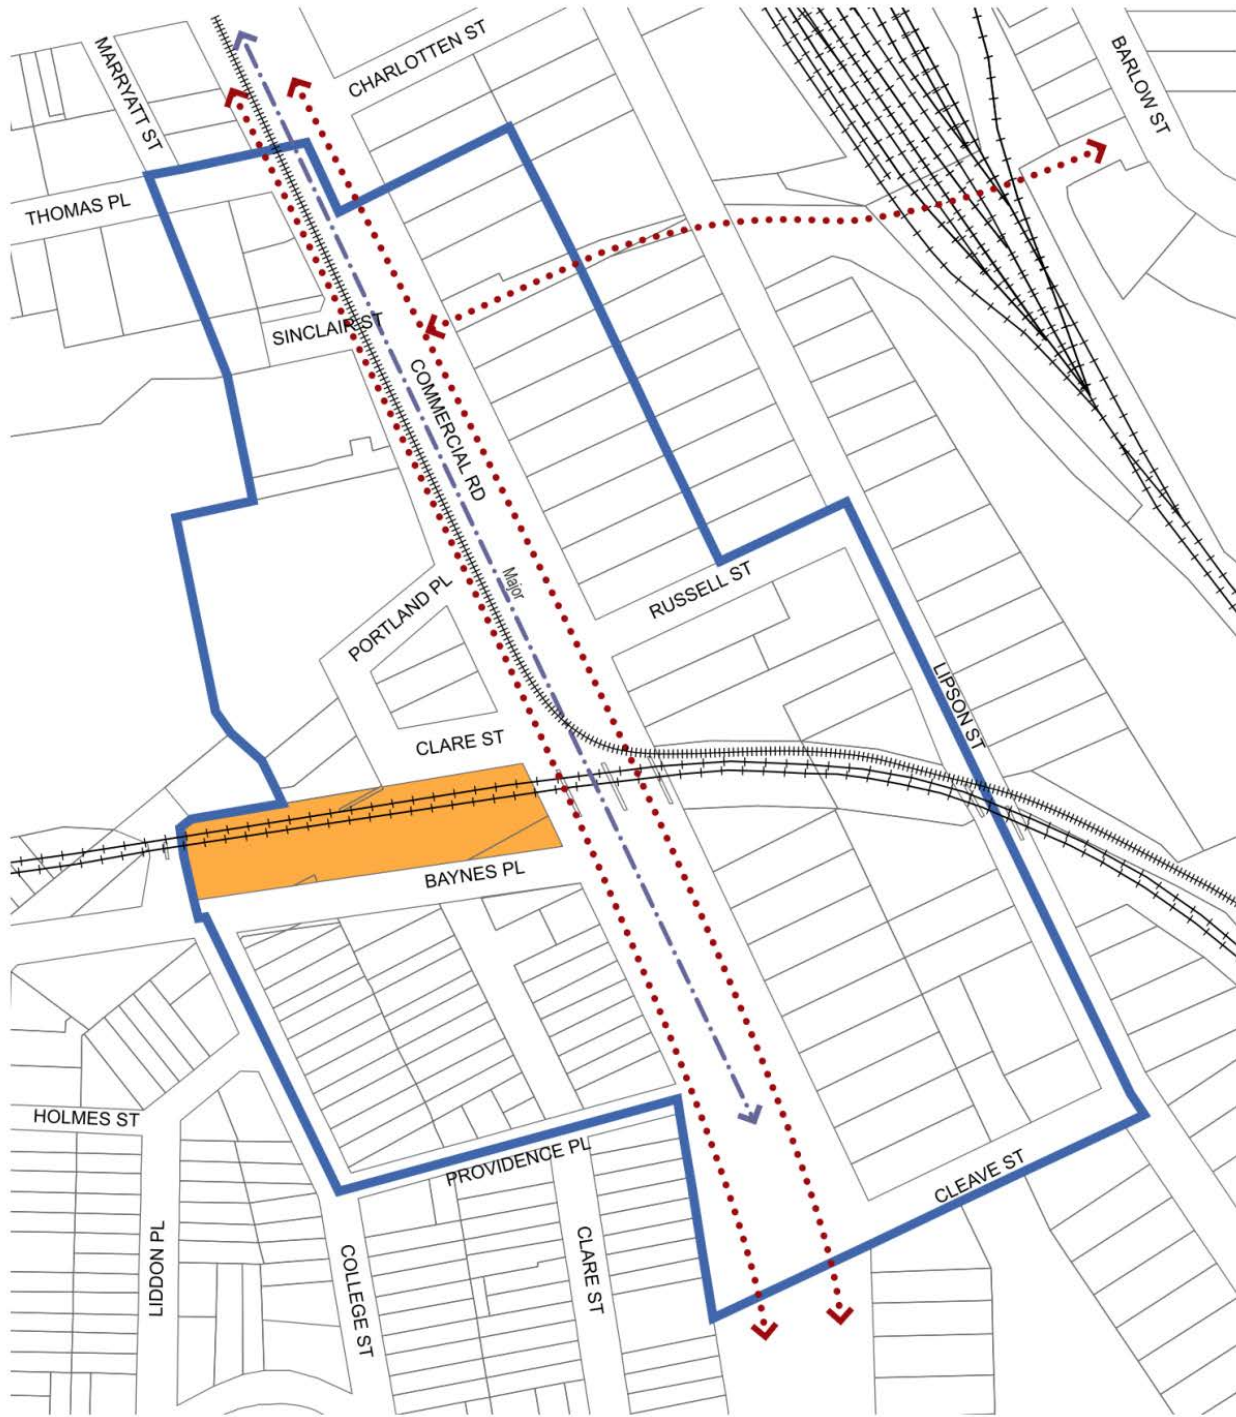 MARRYATT ST
CHARLOTTEN ST
BARLOW ST
THOMAS PL
SINCLAIR ST
COMMERCIAL RD
Major
PORTLAND PL
RUSSELL ST
LIPSON ST
CLARE ST
BAYNES PL
HOLMES ST
PROVIDENCE PL
CLEAVE ST
LIDDON PL
COLLEGE ST
CLARE ST